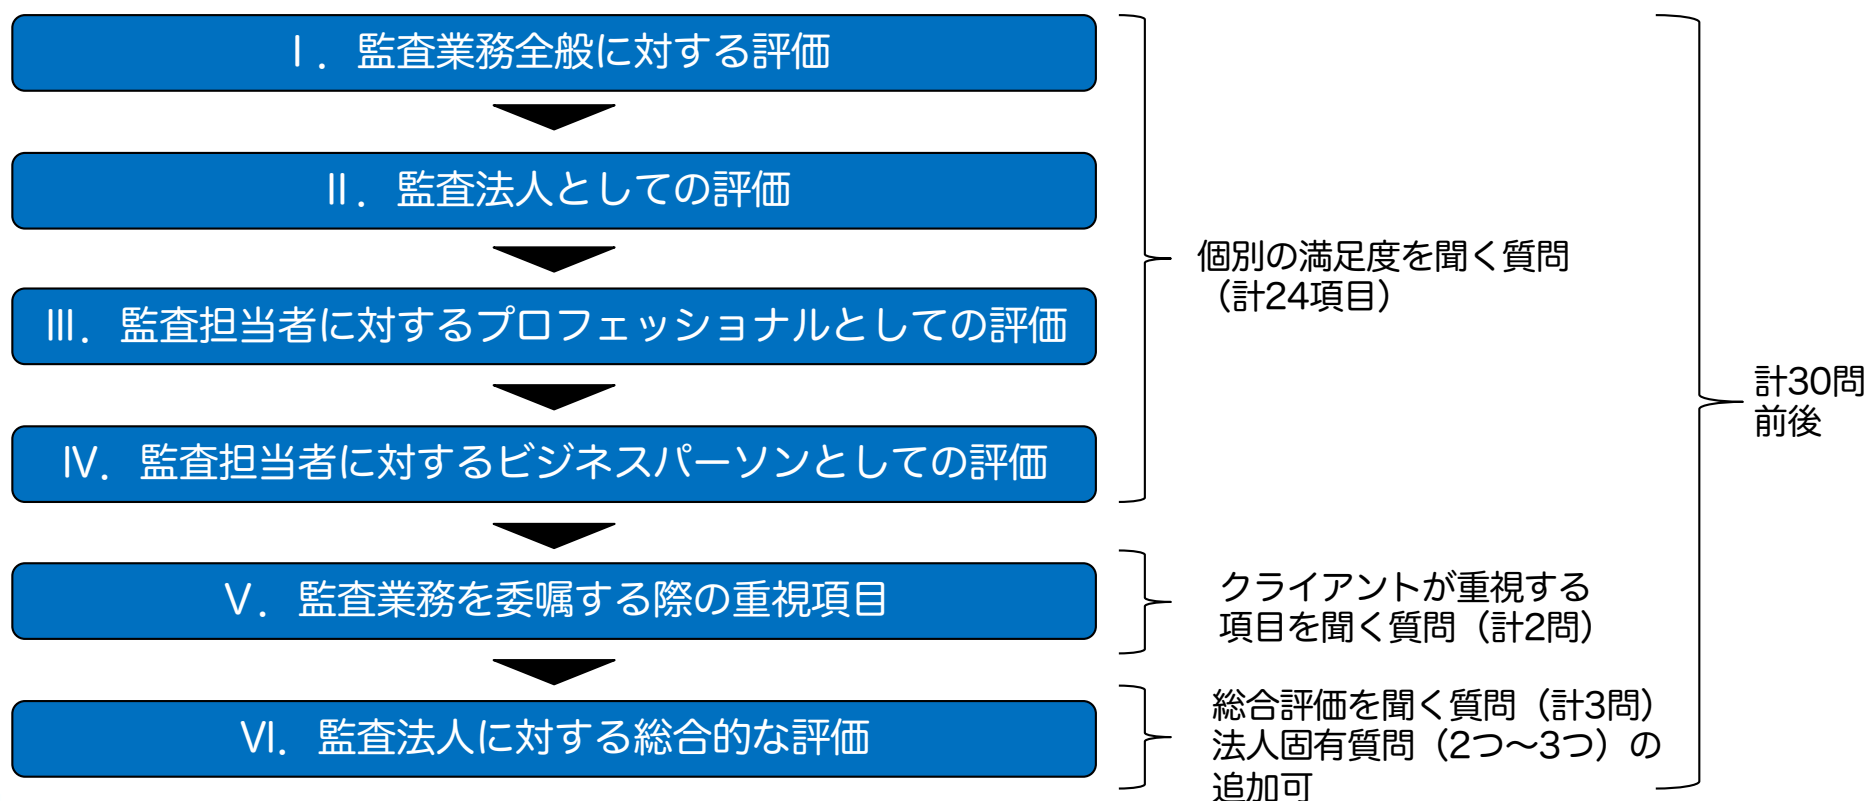 Ⅰ．監査業務全般に対する評価
Ⅱ．監査法人としての評価
Ⅲ．監査担当者に対するプロフェッショナルとしての評価
Ⅳ．監査担当者に対するビジネスパーソンとしての評価
Ⅴ．監査業務を委嘱する際の重視項目
Ⅵ．監査法人に対する総合的な評価
個別の満足度を聞く質問
（計24項目）
クライアントが重視する
項目を聞く質問（計2問）
総合評価を聞く質問（計3問）
法人固有質問（2つ～3つ）の
追加可
計30問
前後